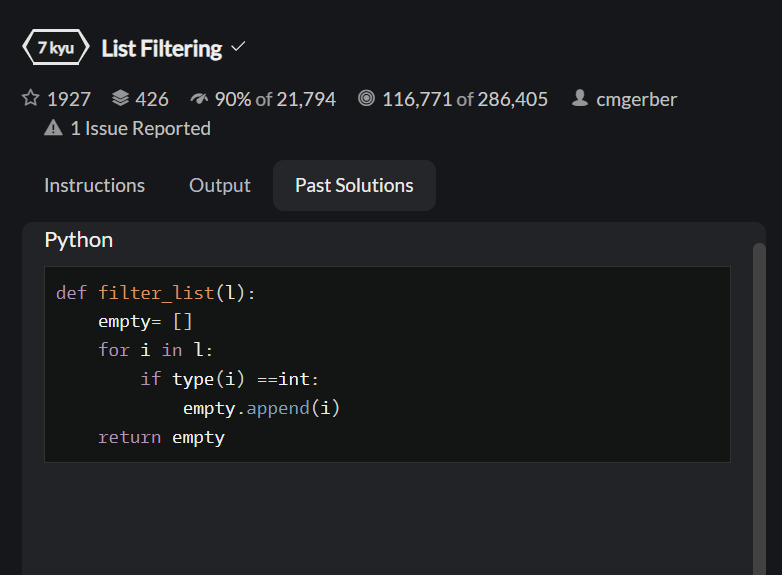 7 kyu List Filtering
1927 426 90% of 21,794 116,771 of 286,405 cmgerber
1 Issue Reported
Instructions Output Past Solutions
Python
def filter_list(l):
    empty= []
    for i in l:
        if type(i) ==int:
            empty.append(i)
    return empty